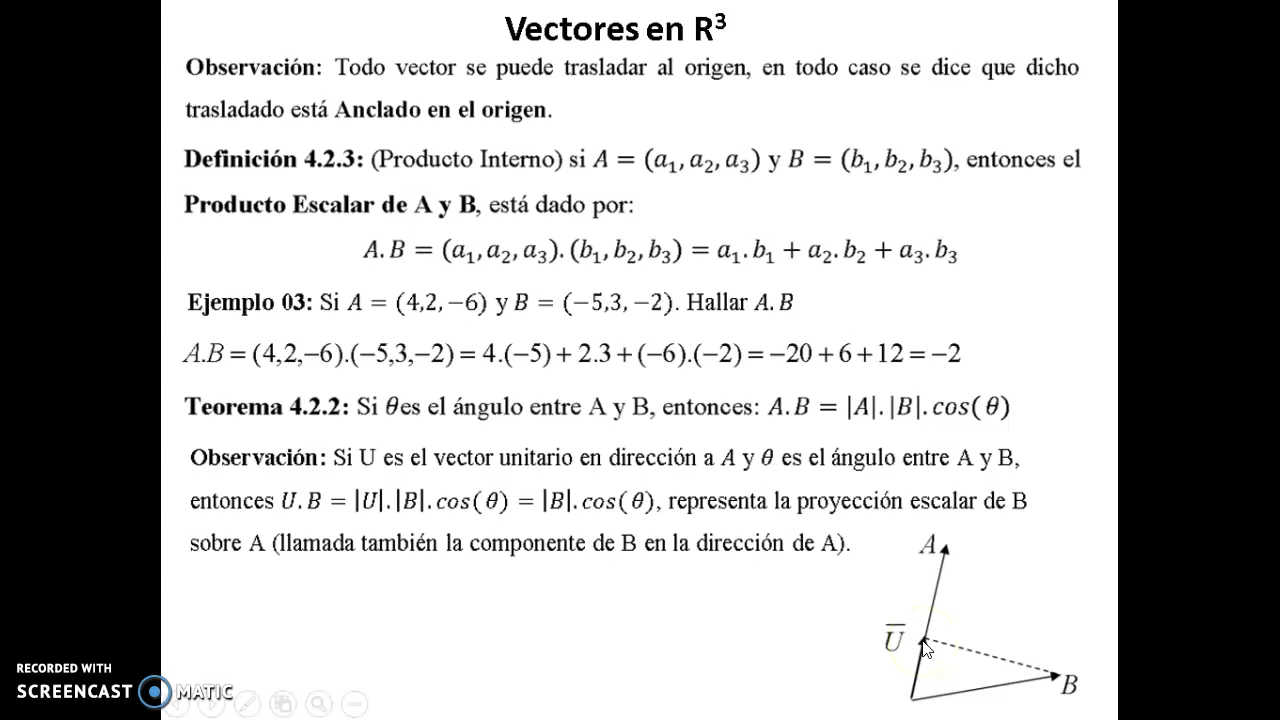 Vectores en R³
Observación: Todo vector se puede trasladar al origen, en todo caso se dice que dicho
trasladado está Anclado en el origen.
Definición 4.2.3: (Producto Interno) si A = (a₁, a₂, a₃) y B = (b₁, b₂, b₃), entonces el
Producto Escalar de A y B, está dado por:
A. B = (a₁, a₂, a₃). (b₁, b₂, b₃) = a₁. b₁ + a₂. b₂ + a₃. b₃
Ejemplo 03: Si A = (4,2, −6) y B = (−5,3, −2). Hallar A. B
A.B = (4,2,−6).(−5,3,−2) = 4.(−5) + 2.3 + (−6).(−2) = −20 + 6 + 12 = −2
Teorema 4.2.2: Si θes el ángulo entre A y B, entonces: A. B = |A|. |B|. cos(θ)
Observación: Si U es el vector unitario en dirección a A y θ es el ángulo entre A y B,
entonces U. B = |U|. |B|. cos(θ) = |B|. cos(θ), representa la proyección escalar de B
sobre A (llamada también la componente de B en la dirección de A).
A
U̅
B
RECORDED WITH
SCREENCAST MATIC